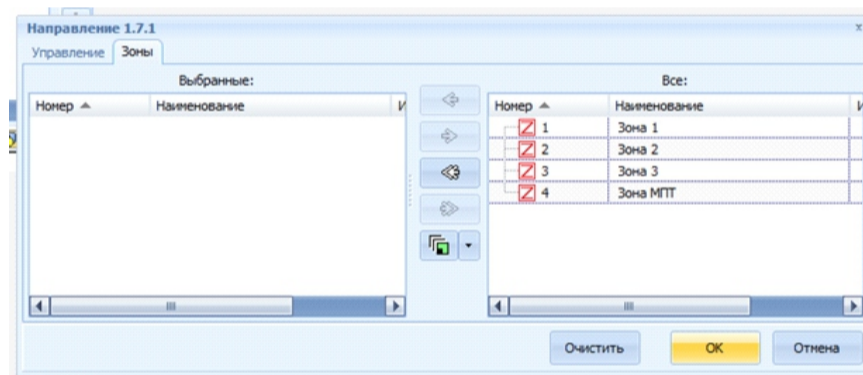 Направление 1.7.1
Управление Зоны
Выбранные: Все:
Номер Наименование И Номер Наименование И
1 Зона 1
2 Зона 2
3 Зона 3
4 Зона МПТ
Очистить ОК Отмена